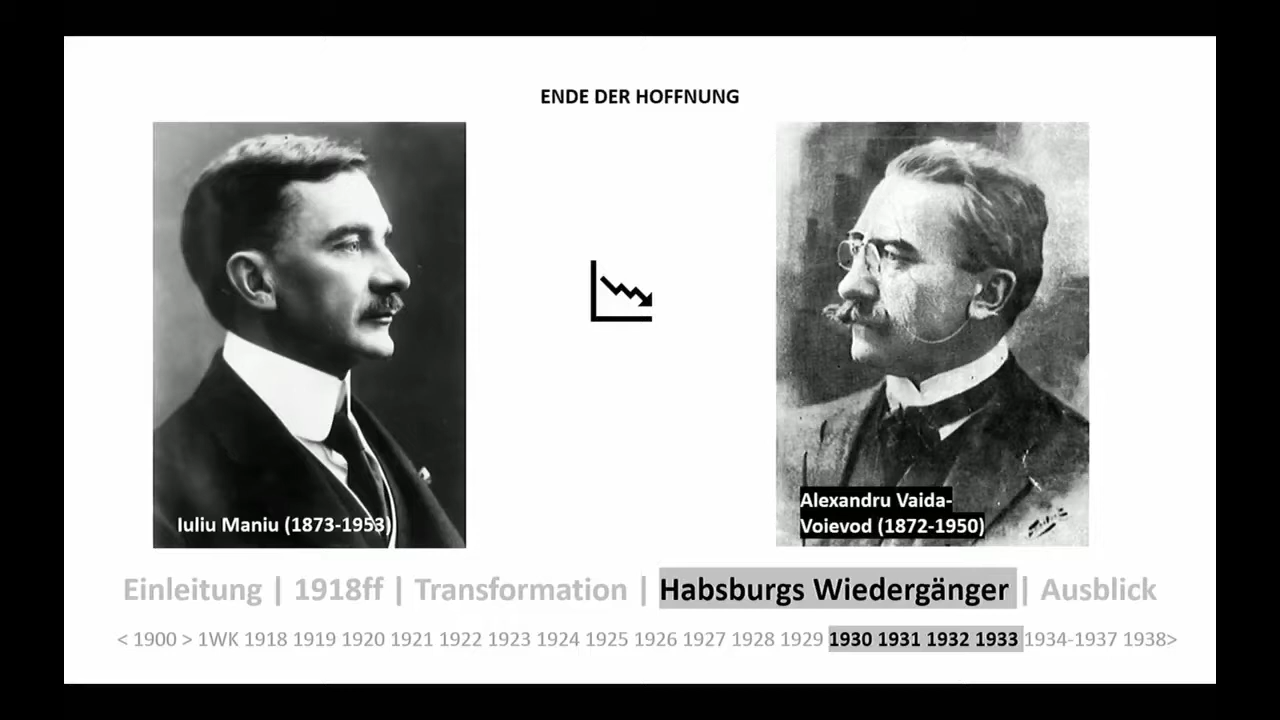 ENDE DER HOFFNUNG
Iuliu Maniu (1873-1953)
Alexandru Vaida-
Voievod (1872-1950)
Einleitung | 1918ff | Transformation | Habsburgs Wiedergänger | Ausblick
< 1900 > 1WK 1918 1919 1920 1921 1922 1923 1924 1925 1926 1927 1928 1929 1930 1931 1932 1933 1934-1937 1938>